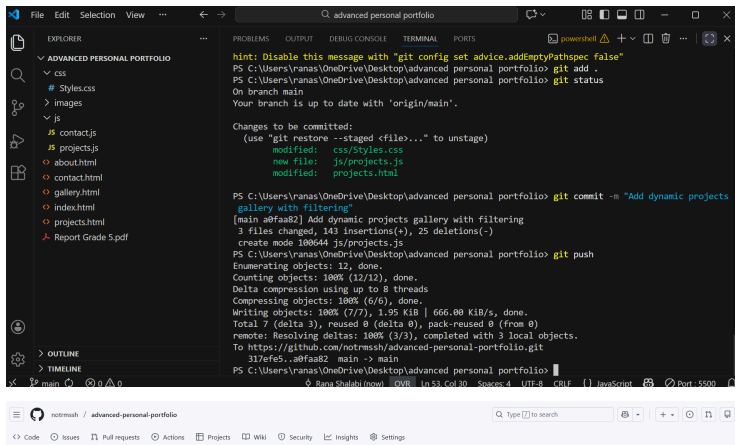 File Edit Selection View ... advanced personal portfolio
EXPLORER ...
ADVANCED PERSONAL PORTFOLIO
css
# Styles.css
images
js
JS contact.js
JS projects.js
<> about.html
<> contact.html
<> gallery.html
<> index.html
<> projects.html
Report Grade 5.pdf
OUTLINE
TIMELINE
PROBLEMS OUTPUT DEBUG CONSOLE TERMINAL PORTS powershell
hint: Disable this message with "git config set advice.addEmptyPathspec false"
PS C:\Users\ranas\OneDrive\Desktop\advanced personal portfolio> git add .
PS C:\Users\ranas\OneDrive\Desktop\advanced personal portfolio> git status
On branch main
Your branch is up to date with 'origin/main'.
Changes to be committed:
(use "git restore --staged <file>..." to unstage)
modified: css/Styles.css
new file: js/projects.js
modified: projects.html
PS C:\Users\ranas\OneDrive\Desktop\advanced personal portfolio> git commit -m "Add dynamic projects
gallery with filtering"
[main a0faa82] Add dynamic projects gallery with filtering
3 files changed, 143 insertions(+), 25 deletions(-)
create mode 100644 js/projects.js
PS C:\Users\ranas\OneDrive\Desktop\advanced personal portfolio> git push
Enumerating objects: 12, done.
Counting objects: 100% (12/12), done.
Delta compression using up to 8 threads
Compressing objects: 100% (6/6), done.
Writing objects: 100% (7/7), 1.95 KiB | 666.00 KiB/s, done.
Total 7 (delta 3), reused 0 (delta 0), pack-reused 0 (from 0)
remote: Resolving deltas: 100% (3/3), completed with 3 local objects.
To https://github.com/notrmssh/advanced-personal-portfolio.git
317efe5..a0faa82 main -> main
PS C:\Users\ranas\OneDrive\Desktop\advanced personal portfolio>
main 0 0 Rana Shalabi (now) OVR Ln 53, Col 30 Spaces: 4 UTF-8 CRLF {} JavaScript Port : 5500
notrmssh / advanced-personal-portfolio Type / to search
<> Code Issues Pull requests Actions Projects Wiki Security Insights Settings